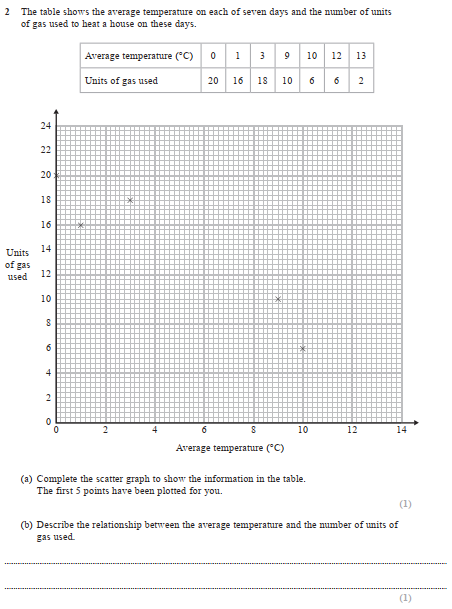 2 The table shows the average temperature on each of seven days and the number of units
of gas used to heat a house on these days.
Average temperature (°C) 0 1 3 9 10 12 13
Units of gas used 20 16 18 10 6 6 2
24
22
20
18
16
14
Units
of gas
used
12
10
8
6
4
2
0
0 2 4 6 8 10 12 14
Average temperature (°C)
(a) Complete the scatter graph to show the information in the table.
The first 5 points have been plotted for you.
(1)
(b) Describe the relationship between the average temperature and the number of units of
gas used.
(1)